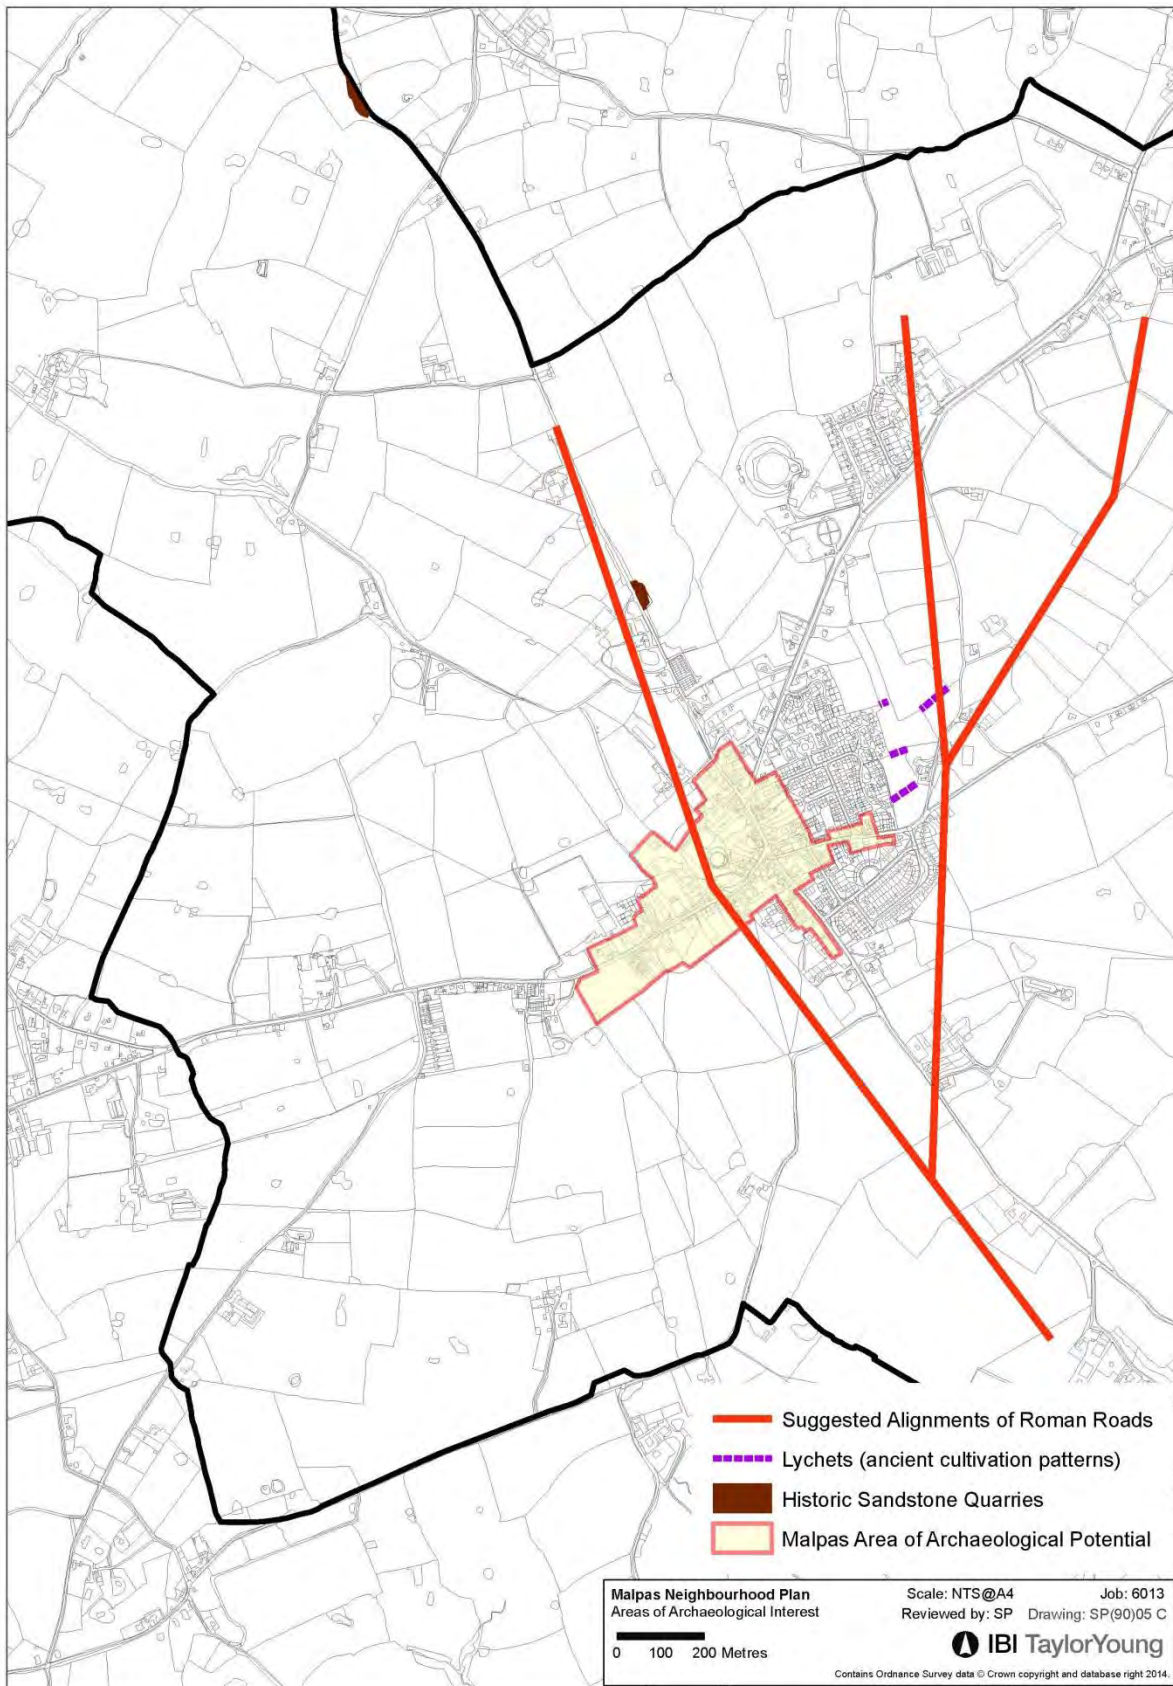 Suggested Alignments of Roman Roads
Lychets (ancient cultivation patterns)
Historic Sandstone Quarries
Malpas Area of Archaeological Potential
Malpas Neighbourhood Plan
Areas of Archaeological Interest
0 100 200 Metres
Scale: NTS@A4 Job: 6013
Reviewed by: SP Drawing: SP(90)05 C
IBI TaylorYoung
Contains Ordnance Survey data © Crown copyright and database right 2014.